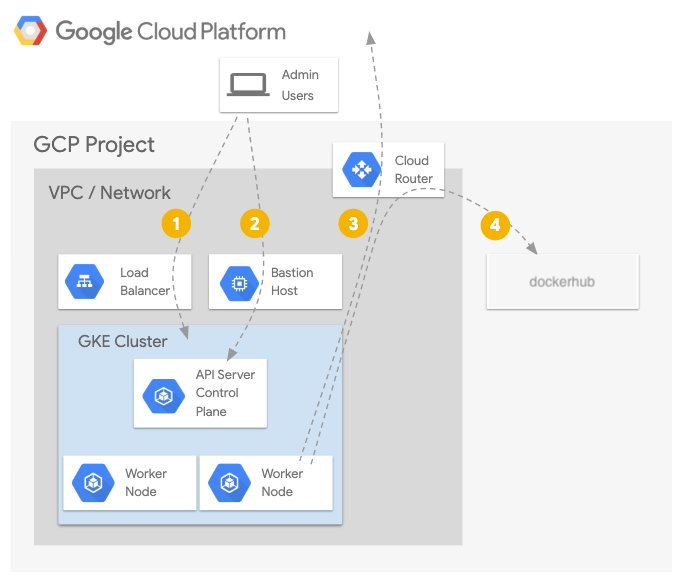 Google Cloud Platform
Admin
Users
GCP Project
Cloud
Router
VPC / Network
1
2
3
4
Load
Balancer
Bastion
Host
dockerhub
GKE Cluster
API Server
Control
Plane
Worker
Node
Worker
Node